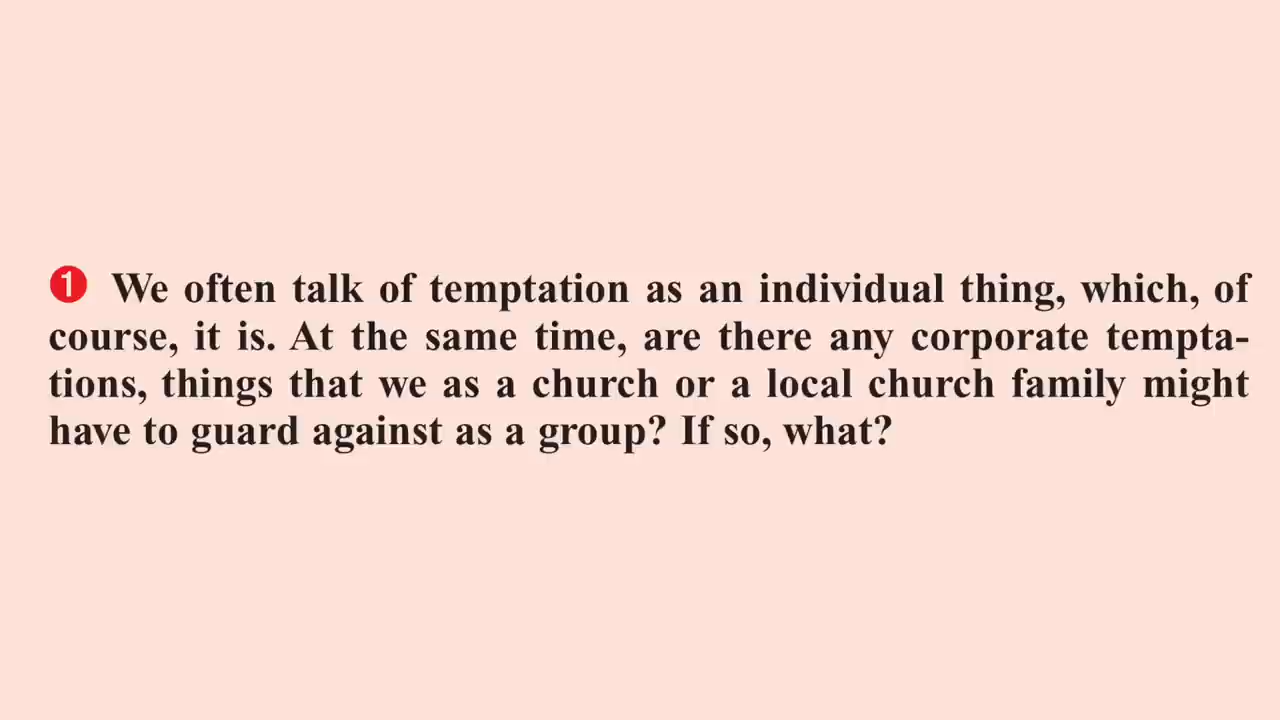 1 We often talk of temptation as an individual thing, which, of
course, it is. At the same time, are there any corporate tempta-
tions, things that we as a church or a local church family might
have to guard against as a group? If so, what?